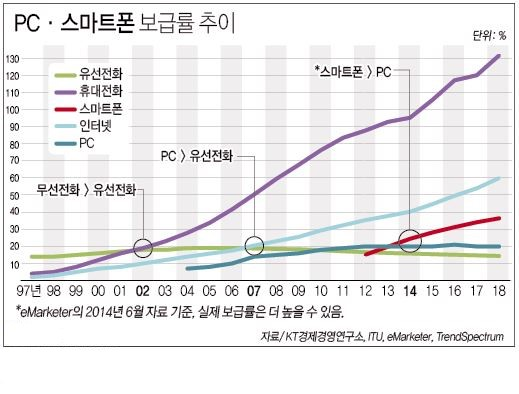 PC · 스마트폰 보급률 추이
단위: %
130
120
110
100
90
80
70
60
50
40
30
20
10
유선전화
휴대전화
스마트폰
인터넷
PC
*스마트폰 > PC
PC > 유선전화
무선전화 > 유선전화
97년 98 99 00 01 02 03 04 05 06 07 08 09 10 11 12 13 14 15 16 17 18
*eMarketer의 2014년 6월 자료 기준, 실제 보급률은 더 높을 수 있음.
자료/ KT경제경영연구소, ITU, eMarketer, TrendSpectrum